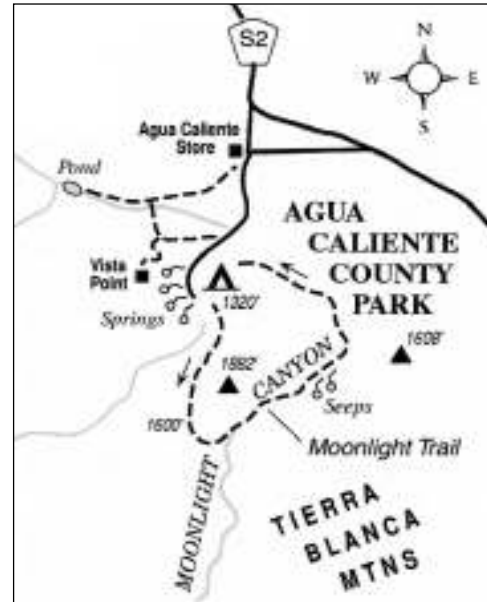 S2
N
W
E
S
Agua Caliente
Store
Pond
AGUA
CALIENTE
COUNTY
PARK
Vista
Point
Springs
1320'
1608'
1882'
CANYON
Seeps
1600'
Moonlight Trail
MOONLIGHT
TIERRA
BLANCA
MTNS